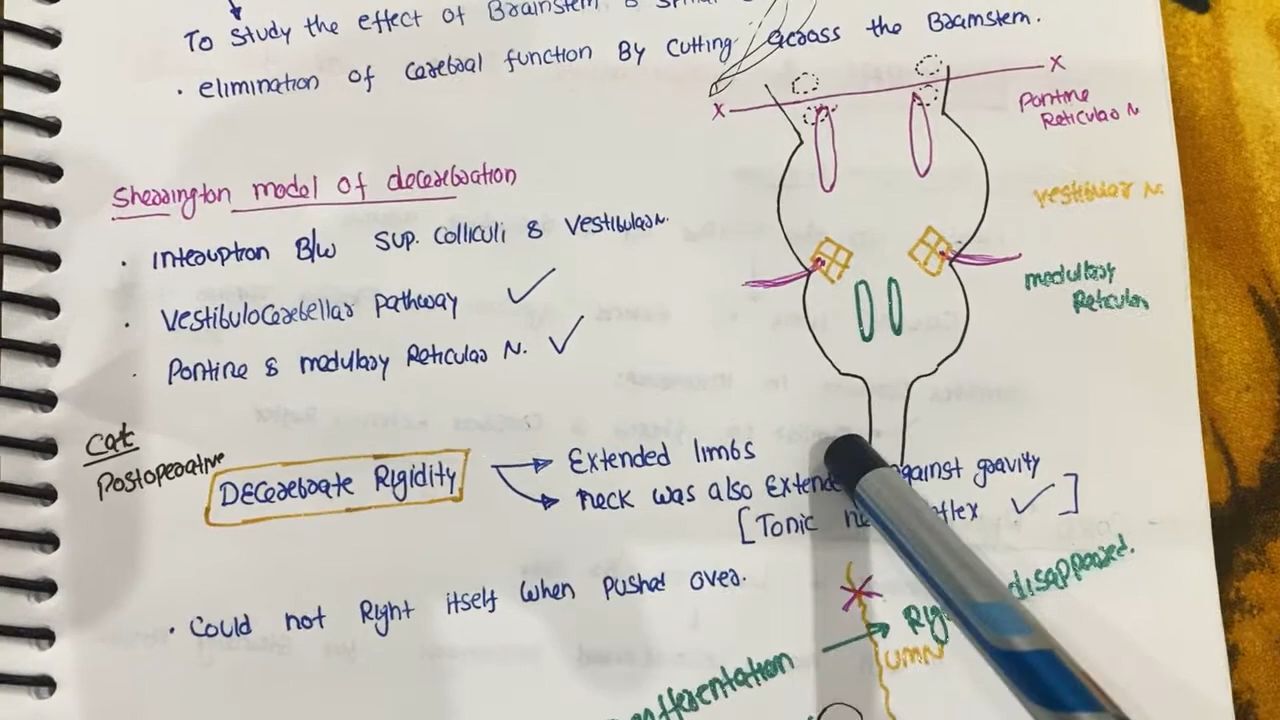 To study the effect of Brainstem &
. elimination of cerebral function By cutting across the Brainstem.
x x
Pontine
Reticular N
Sherrington model of decerebration
vestibular N.
. Interruption B/w sup. colliculi & vestibular N.
medullary
Reticular
. vestibulocerebellar pathway ✓
. Pontine & medullary Reticular N. ✓
Cat
Postoperative
Decerebrate Rigidity
Extended limbs
neck was also Extende against gravity
[Tonic reflex ✓ ]
. Could not Right itself when pushed over.
disappeared.
UMN